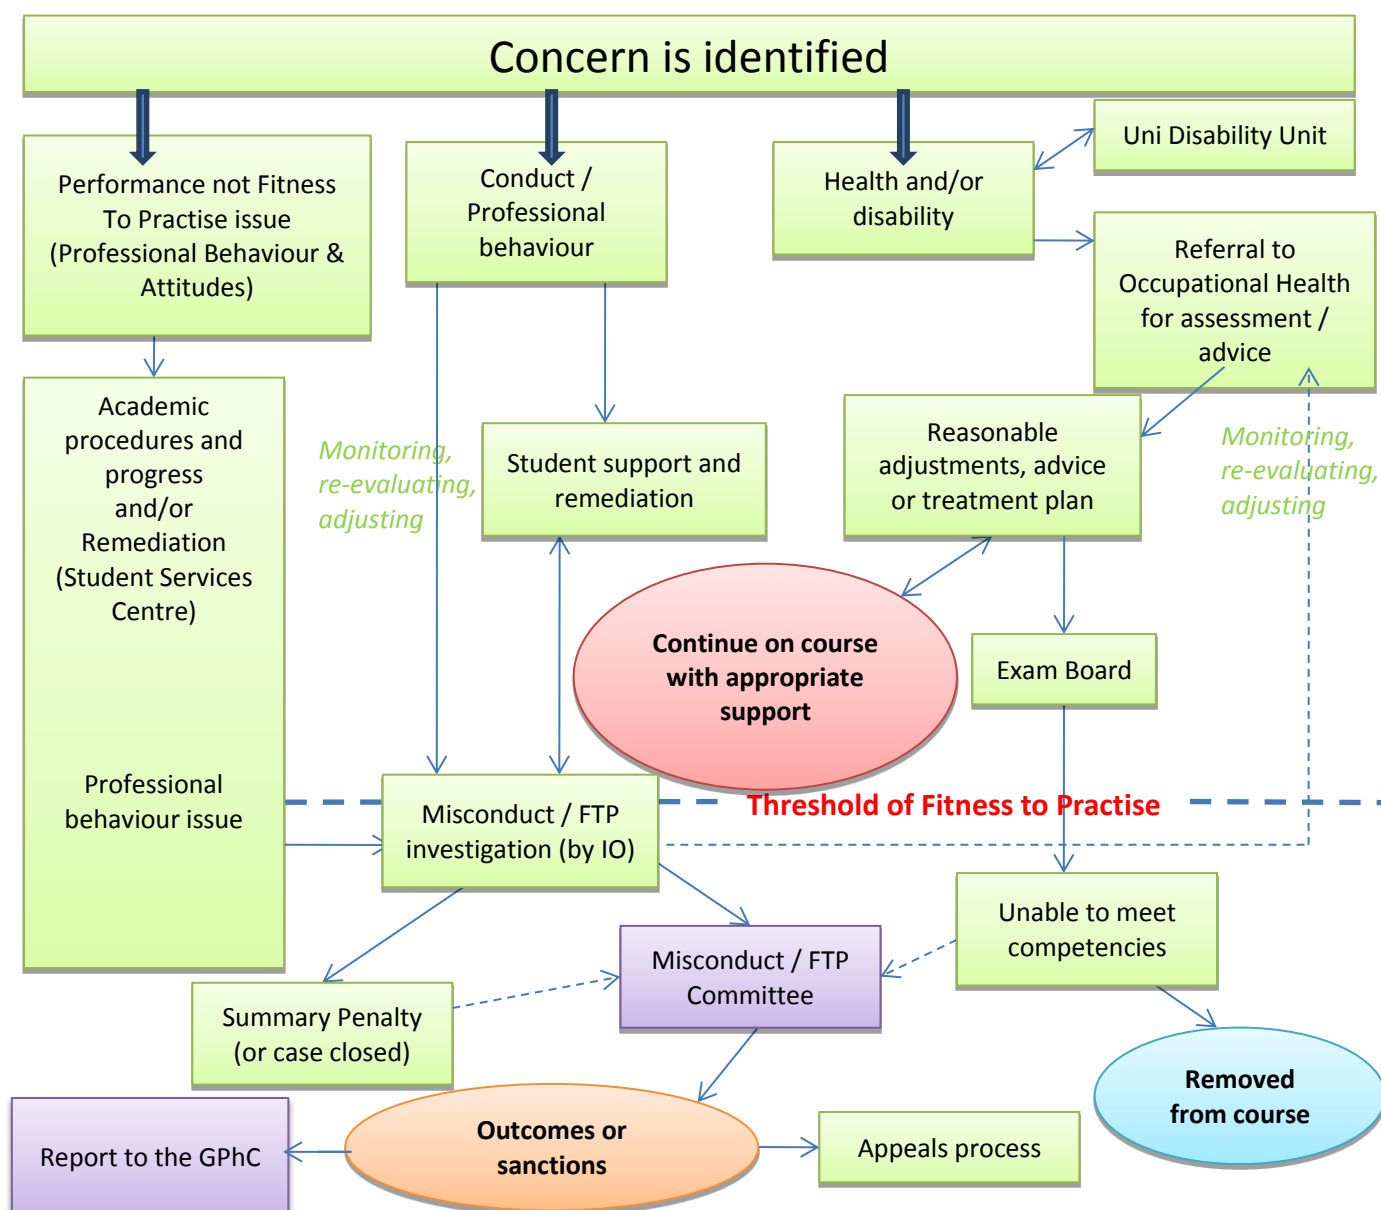 Concern is identified
Performance not Fitness
To Practise issue
(Professional Behaviour &
Attitudes)
Conduct /
Professional
behaviour
Health and/or
disability
Uni Disability Unit
Referral to
Occupational Health
for assessment /
advice
Academic
procedures and
progress
and/or
Remediation
(Student Services
Centre)
Professional
behaviour issue
Monitoring,
re-evaluating,
adjusting
Student support and
remediation
Reasonable
adjustments, advice
or treatment plan
Monitoring,
re-evaluating,
adjusting
Continue on course
with appropriate
support
Exam Board
Threshold of Fitness to Practise
Misconduct / FTP
investigation (by IO)
Unable to meet
competencies
Misconduct / FTP
Committee
Summary Penalty
(or case closed)
Removed
from course
Report to the GPhC
Outcomes or
sanctions
Appeals process